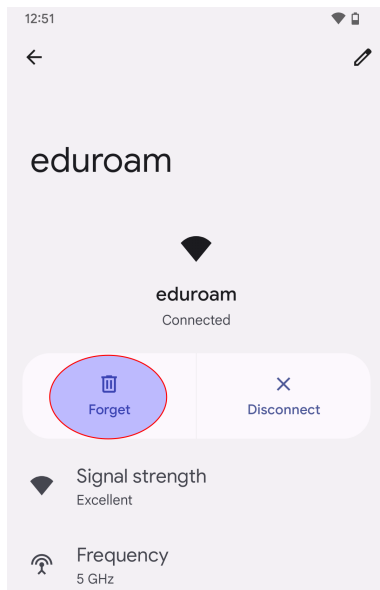 12:51
eduroam
eduroam
Connected
Forget
Disconnect
Signal strength
Excellent
Frequency
5 GHz